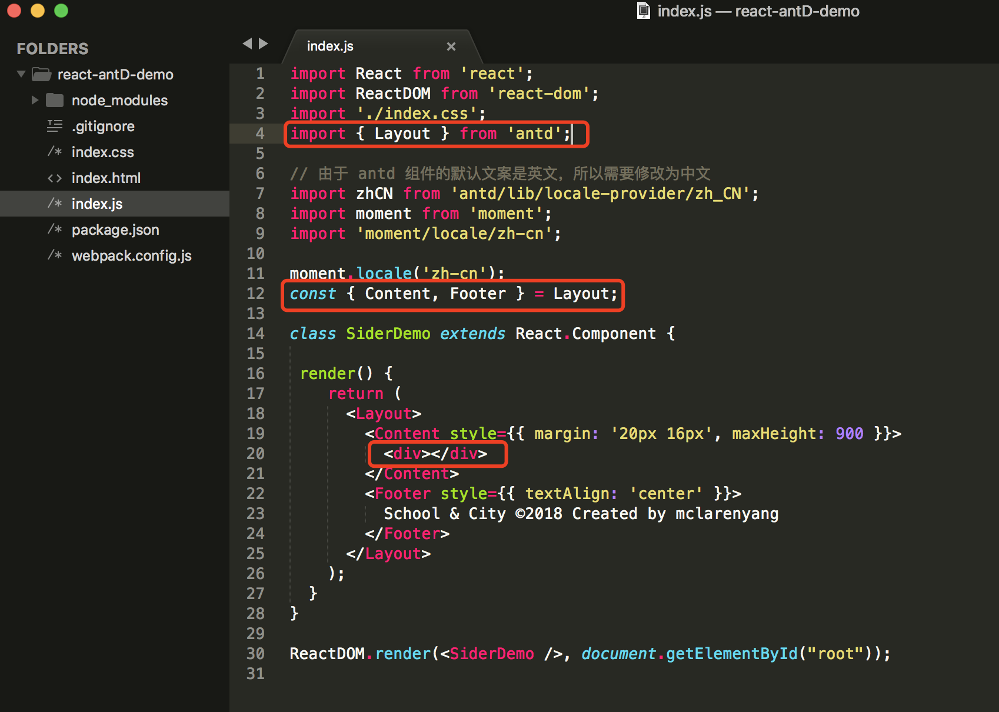 index.js — react-antD-demo
FOLDERS
react-antD-demo
node_modules
.gitignore
index.css
index.html
index.js
package.json
webpack.config.js
index.js
1 import React from 'react';
2 import ReactDOM from 'react-dom';
3 import './index.css';
4 import { Layout } from 'antd';
5
6 // 由于 antd 组件的默认文案是英文，所以需要修改为中文
7 import zhCN from 'antd/lib/locale-provider/zh_CN';
8 import moment from 'moment';
9 import 'moment/locale/zh-cn';
10
11 moment.locale('zh-cn');
12 const { Content, Footer } = Layout;
13
14 class SiderDemo extends React.Component {
15
16 render() {
17 return (
18 <Layout>
19 <Content style={{ margin: '20px 16px', maxHeight: 900 }}>
20 <div></div>
21 </Content>
22 <Footer style={{ textAlign: 'center' }}>
23 School & City ©2018 Created by mclarenyang
24 </Footer>
25 </Layout>
26 );
27 }
28 }
29
30 ReactDOM.render(<SiderDemo />, document.getElementById("root"));
31